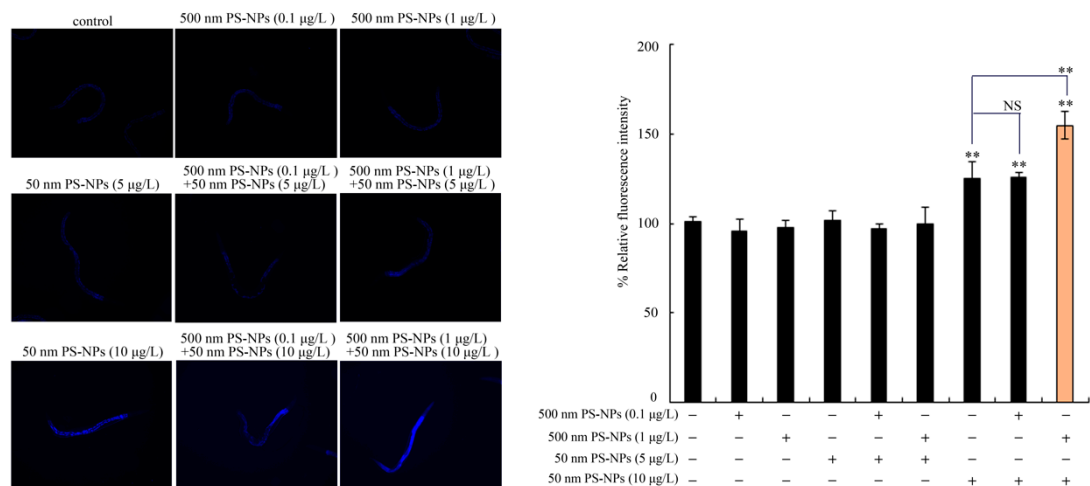 control
500 nm PS-NPs (0.1 μg/L )
500 nm PS-NPs (1 μg/L )
50 nm PS-NPs (5 μg/L)
500 nm PS-NPs (0.1 μg/L )
+50 nm PS-NPs (5 μg/L)
500 nm PS-NPs (1 μg/L)
+50 nm PS-NPs (5 μg/L )
50 nm PS-NPs (10 μg/L)
500 nm PS-NPs (0.1 μg/L )
+50 nm PS-NPs (10 μg/L)
500 nm PS-NPs (1 μg/L)
+50 nm PS-NPs (10 μg/L )
% Relative fluorescence intensity
200
150
100
50
0
**
**
NS
**
**
500 nm PS-NPs (0.1 μg/L) – + – – + – – + –
500 nm PS-NPs (1 μg/L) – – + – – + – – +
50 nm PS-NPs (5 μg/L) – – – + + + – – –
50 nm PS-NPs (10 μg/L) – – – – – – + + +